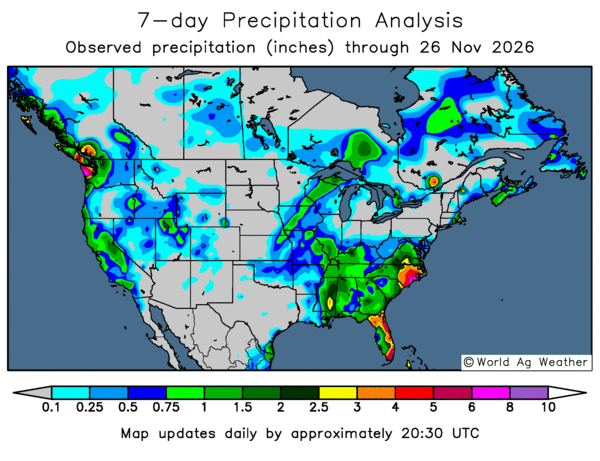 7-day Precipitation Analysis
Observed precipitation (inches) through 26 Nov 2026
© World Ag Weather
0.1 0.25 0.5 0.75 1 1.5 2 2.5 3 4 5 6 8 10
Map updates daily by approximately 20:30 UTC